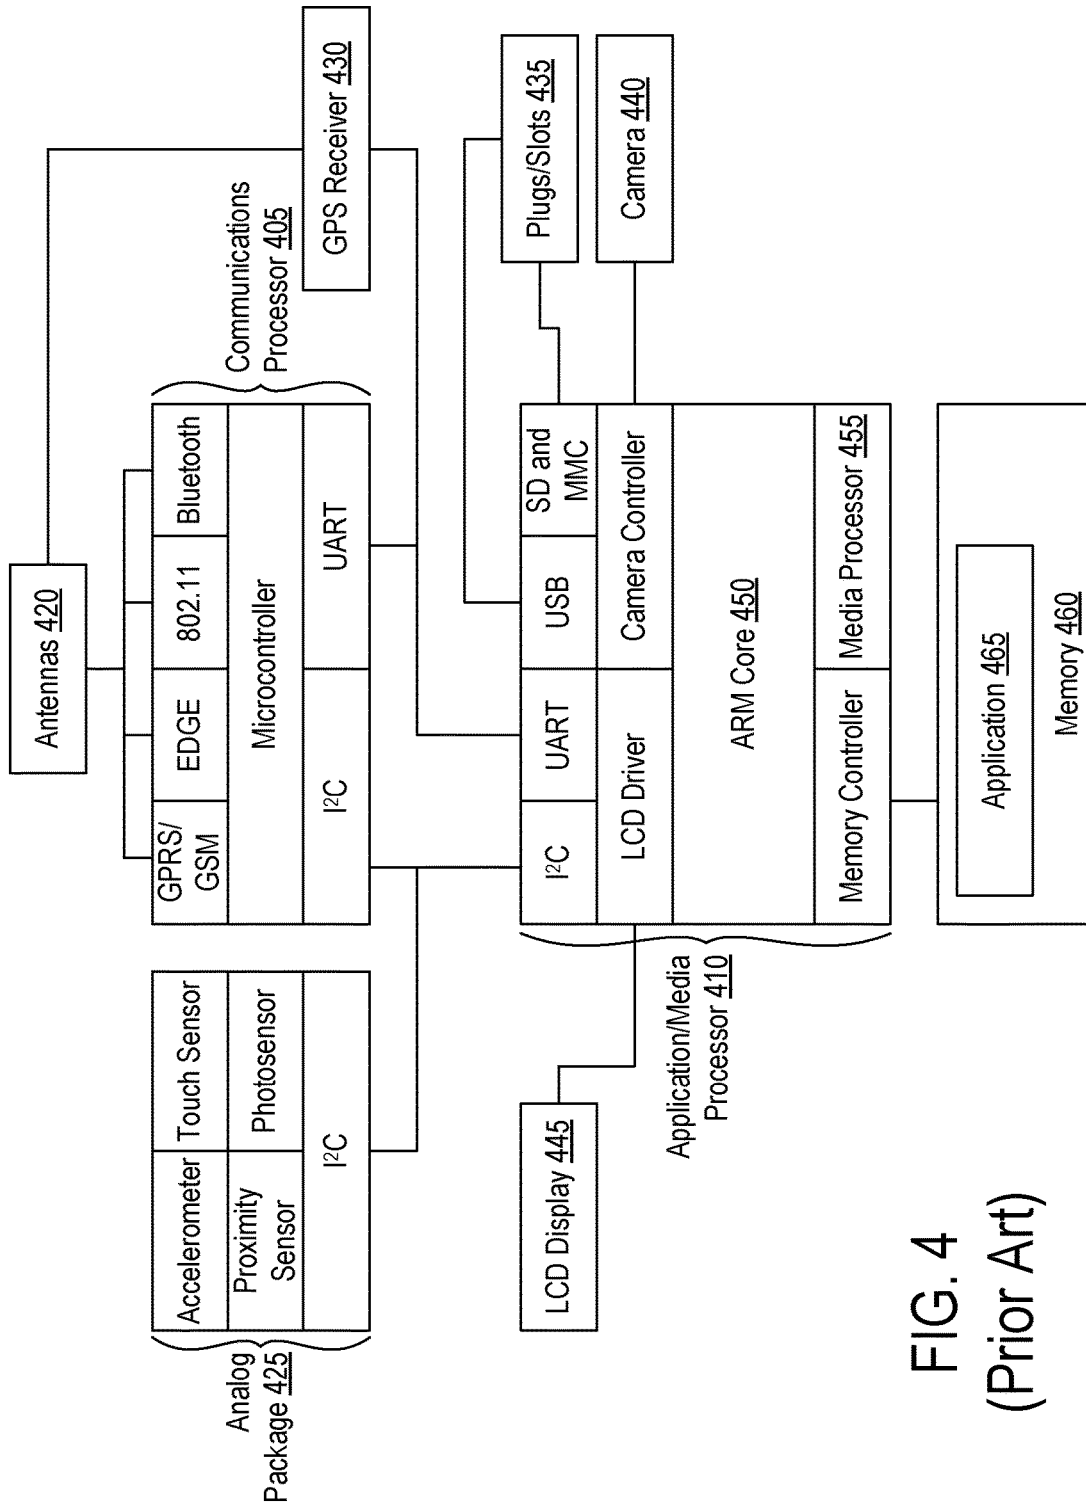 Antennas 420
GPRS/
GSM
EDGE
802.11
Bluetooth
Microcontroller
I²C
UART
Communications
Processor 405
GPS Receiver 430
Accelerometer
Touch Sensor
Proximity
Sensor
Photosensor
I²C
Analog
Package 425
LCD Display 445
I²C
UART
USB
SD and
MMC
LCD Driver
Camera Controller
ARM Core 450
Memory Controller
Media Processor 455
Application/Media
Processor 410
Plugs/Slots 435
Camera 440
Application 465
Memory 460
FIG. 4
(Prior Art)